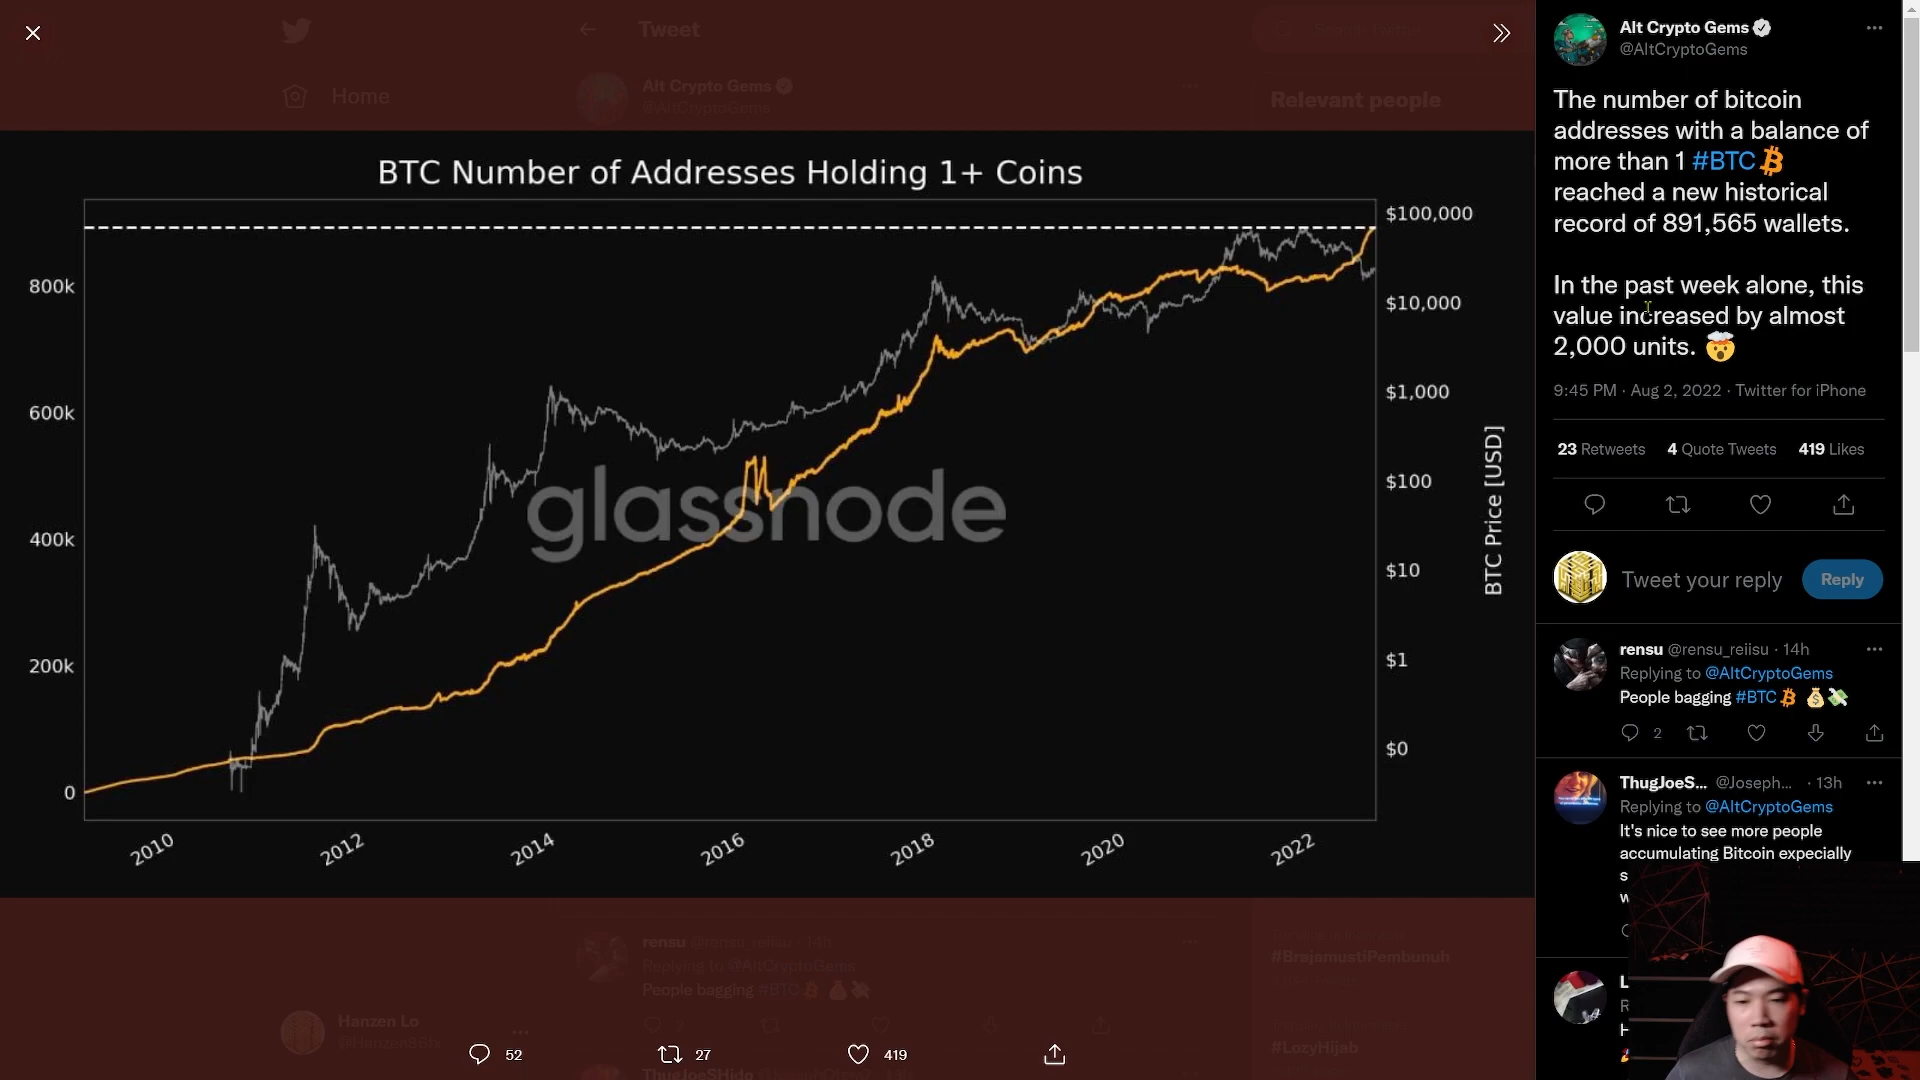 Tweet
Home
Alt Crypto Gems
@AltCryptoGems
Relevant people
BTC Number of Addresses Holding 1+ Coins
800k
600k
400k
200k
0
$100,000
$10,000
$1,000
$100
$10
$1
$0
BTC Price [USD]
glassnode
2010
2012
2014
2016
2018
2020
2022
rensu @rensu_reiisu · 14h
Replying to @AltCryptoGems
People bagging #BTC
#BrajamustiPembunuh
Hanzen Lo
#LozyHijab
52
27
419
Alt Crypto Gems
@AltCryptoGems
The number of bitcoin
addresses with a balance of
more than 1 #BTC
reached a new historical
record of 891,565 wallets.
In the past week alone, this
value increased by almost
2,000 units. 🤯
9:45 PM · Aug 2, 2022 · Twitter for iPhone
23 Retweets 4 Quote Tweets 419 Likes
Tweet your reply
Reply
rensu @rensu_reiisu · 14h
Replying to @AltCryptoGems
People bagging #BTC 💰💸
2
ThugJoeS... @Joseph... · 13h
Replying to @AltCryptoGems
It's nice to see more people
accumulating Bitcoin expecially
s
w
L
R
H